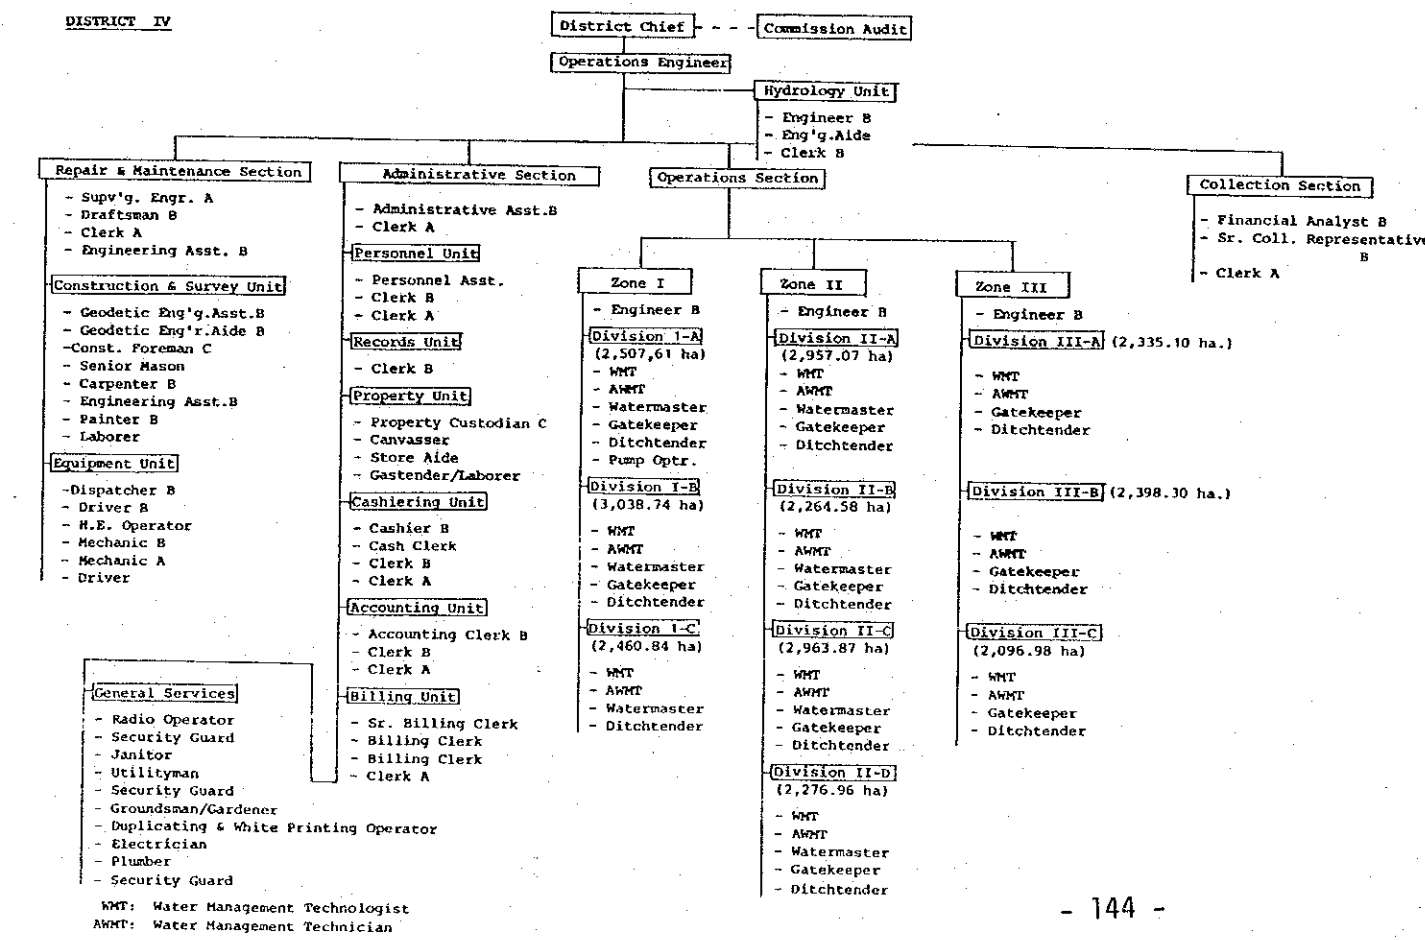 DISTRICT IV
District Chief - - - - Commission Audit
Operations Engineer
Hydrology Unit
- Engineer B
- Eng'g.Aide
- Clerk B
Repair & Maintenance Section
- Supv'g. Engr. A
- Draftsman B
- Clerk A
- Engineering Asst. B
Construction & Survey Unit
- Geodetic Eng'g.Asst.B
- Geodetic Eng'r.Aide B
-Const. Foreman C
- Senior Mason
- Carpenter B
- Engineering Asst.B
- Painter B
- Laborer
Equipment Unit
-Dispatcher B
- Driver B
- H.E. Operator
- Mechanic B
- Mechanic A
- Driver
Administrative Section
- Administrative Asst.B
- Clerk A
Personnel Unit
- Personnel Asst.
- Clerk B
- Clerk A
Records Unit
- Clerk B
Property Unit
- Property Custodian C
- Canvasser
- Store Aide
- Gastender/Laborer
Cashiering Unit
- Cashier B
- Cash Clerk
- Clerk B
- Clerk A
Accounting Unit
- Accounting Clerk B
- Clerk B
- Clerk A
Billing Unit
- Sr. Billing Clerk
- Billing Clerk
- Billing Clerk
- Clerk A
General Services
- Radio Operator
- Security Guard
- Janitor
- Utilityman
- Security Guard
- Groundsman/Gardener
- Duplicating & White Printing Operator
- Electrician
- Plumber
- Security Guard
Operations Section
Zone I
- Engineer B
Division 1-A
(2,507,61 ha)
- WMT
- AWMT
- Watermaster
- Gatekeeper
- Ditchtender
- Pump Optr.
Division I-B
(3,038.74 ha)
- WMT
- AWMT
- Watermaster
- Gatekeeper
- Ditchtender
Division 1-C
(2,460.84 ha)
- WMT
- AWMT
- Watermaster
- Ditchtender
Zone II
- Engineer B
Division II-A
(2,957.07 ha)
- WMT
- AWMT
- Watermaster
- Gatekeeper
- Ditchtender
Division II-B
(2,264.58 ha)
- WMT
- AWMT
- Watermaster
- Gatekeeper
- Ditchtender
Division II-C
(2,963.87 ha)
- WMT
- AWMT
- Watermaster
- Gatekeeper
- Ditchtender
Division II-D
(2,276.96 ha)
- WMT
- AWMT
- Watermaster
- Gatekeeper
- Ditchtender
Zone III
- Engineer B
Division III-A (2,335.10 ha.)
- WMT
- AWMT
- Gatekeeper
- Ditchtender
Division III-B (2,398.30 ha.)
- WMT
- AWMT
- Gatekeeper
- Ditchtender
Division III-C
(2,096.98 ha)
- WMT
- AWMT
- Gatekeeper
- Ditchtender
Collection Section
- Financial Analyst B
- Sr. Coll. Representative
B
- Clerk A
WMT: Water Management Technologist
AWMT: Water Management Technician
- 144 -